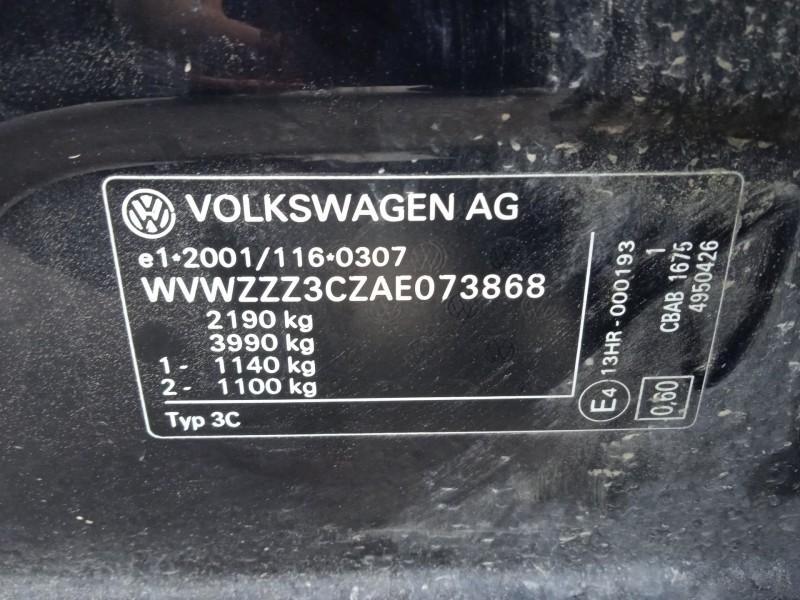 VOLKSWAGEN AG
e1*2001/116*0307
WVWZZZ3CZAE073868
2190 kg
3990 kg
1- 1140 kg
2- 1100 kg
Typ 3C
E4 13HR-000193
1
CBAB 1675
4950426
0,60